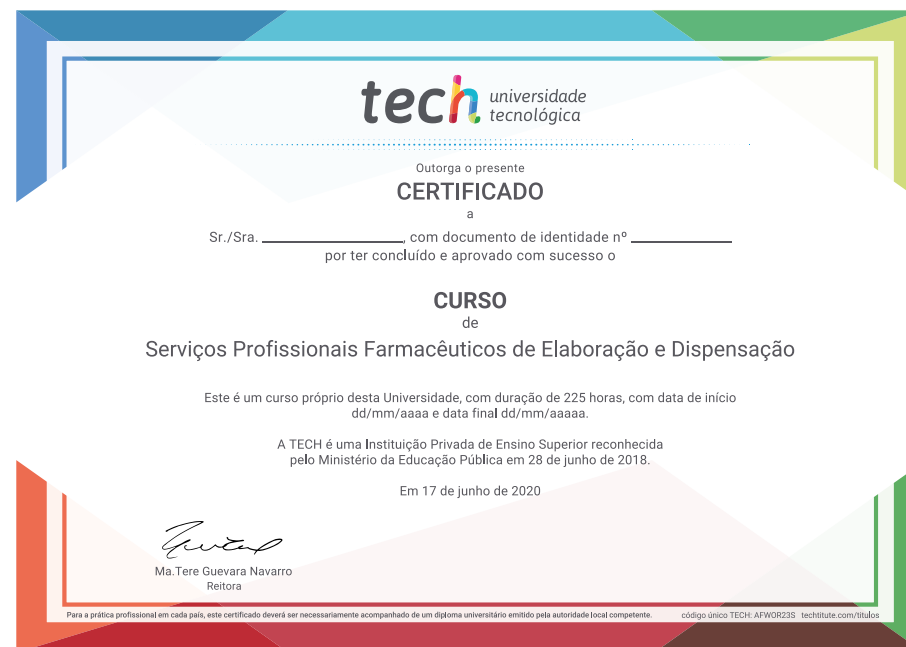 tech universidade
tecnológica
Outorga o presente
CERTIFICADO
a
Sr./Sra. ____________, com documento de identidade nº ____________
por ter concluído e aprovado com sucesso o
CURSO
de
Serviços Profissionais Farmacêuticos de Elaboração e Dispensação
Este é um curso próprio desta Universidade, com duração de 225 horas, com data de início
dd/mm/aaaa e data final dd/mm/aaaaa.
A TECH é uma Instituição Privada de Ensino Superior reconhecida
pelo Ministério da Educação Pública em 28 de junho de 2018.
Em 17 de junho de 2020
Ma.Tere Guevara Navarro
Reitora
Para a prática profissional em cada país, este certificado deverá ser necessariamente acompanhado de um diploma universitário emitido pela autoridade local competente. código único TECH: AFWOR23S techtitute.com/titulos